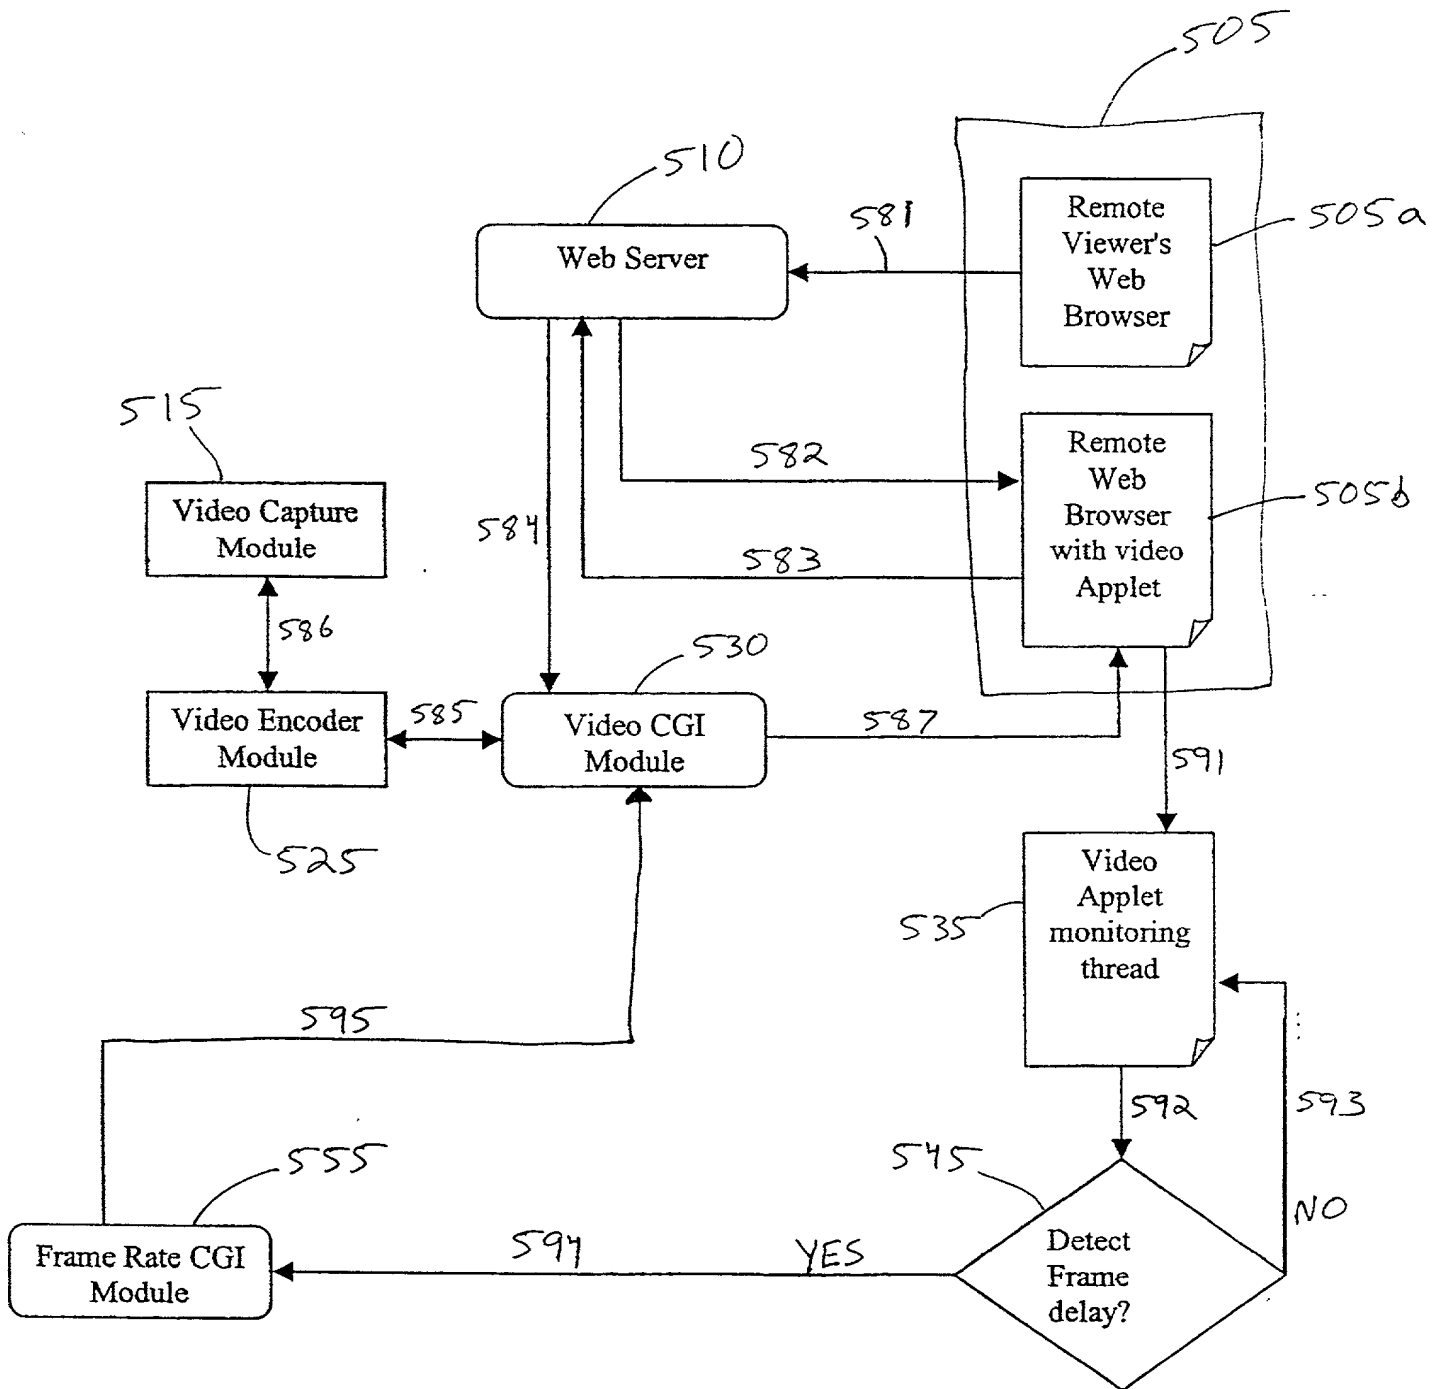 505
510
581
Remote
Viewer's
Web
Browser
505a
Web Server
515
582
Remote
Web
Browser
with video
Applet
505b
Video Capture
Module
584
583
586
530
Video Encoder
Module
585
Video CGI
Module
587
591
525
Video
Applet
monitoring
thread
535
595
592
593
555
545
NO
Frame Rate CGI
Module
594
YES
Detect
Frame
delay?